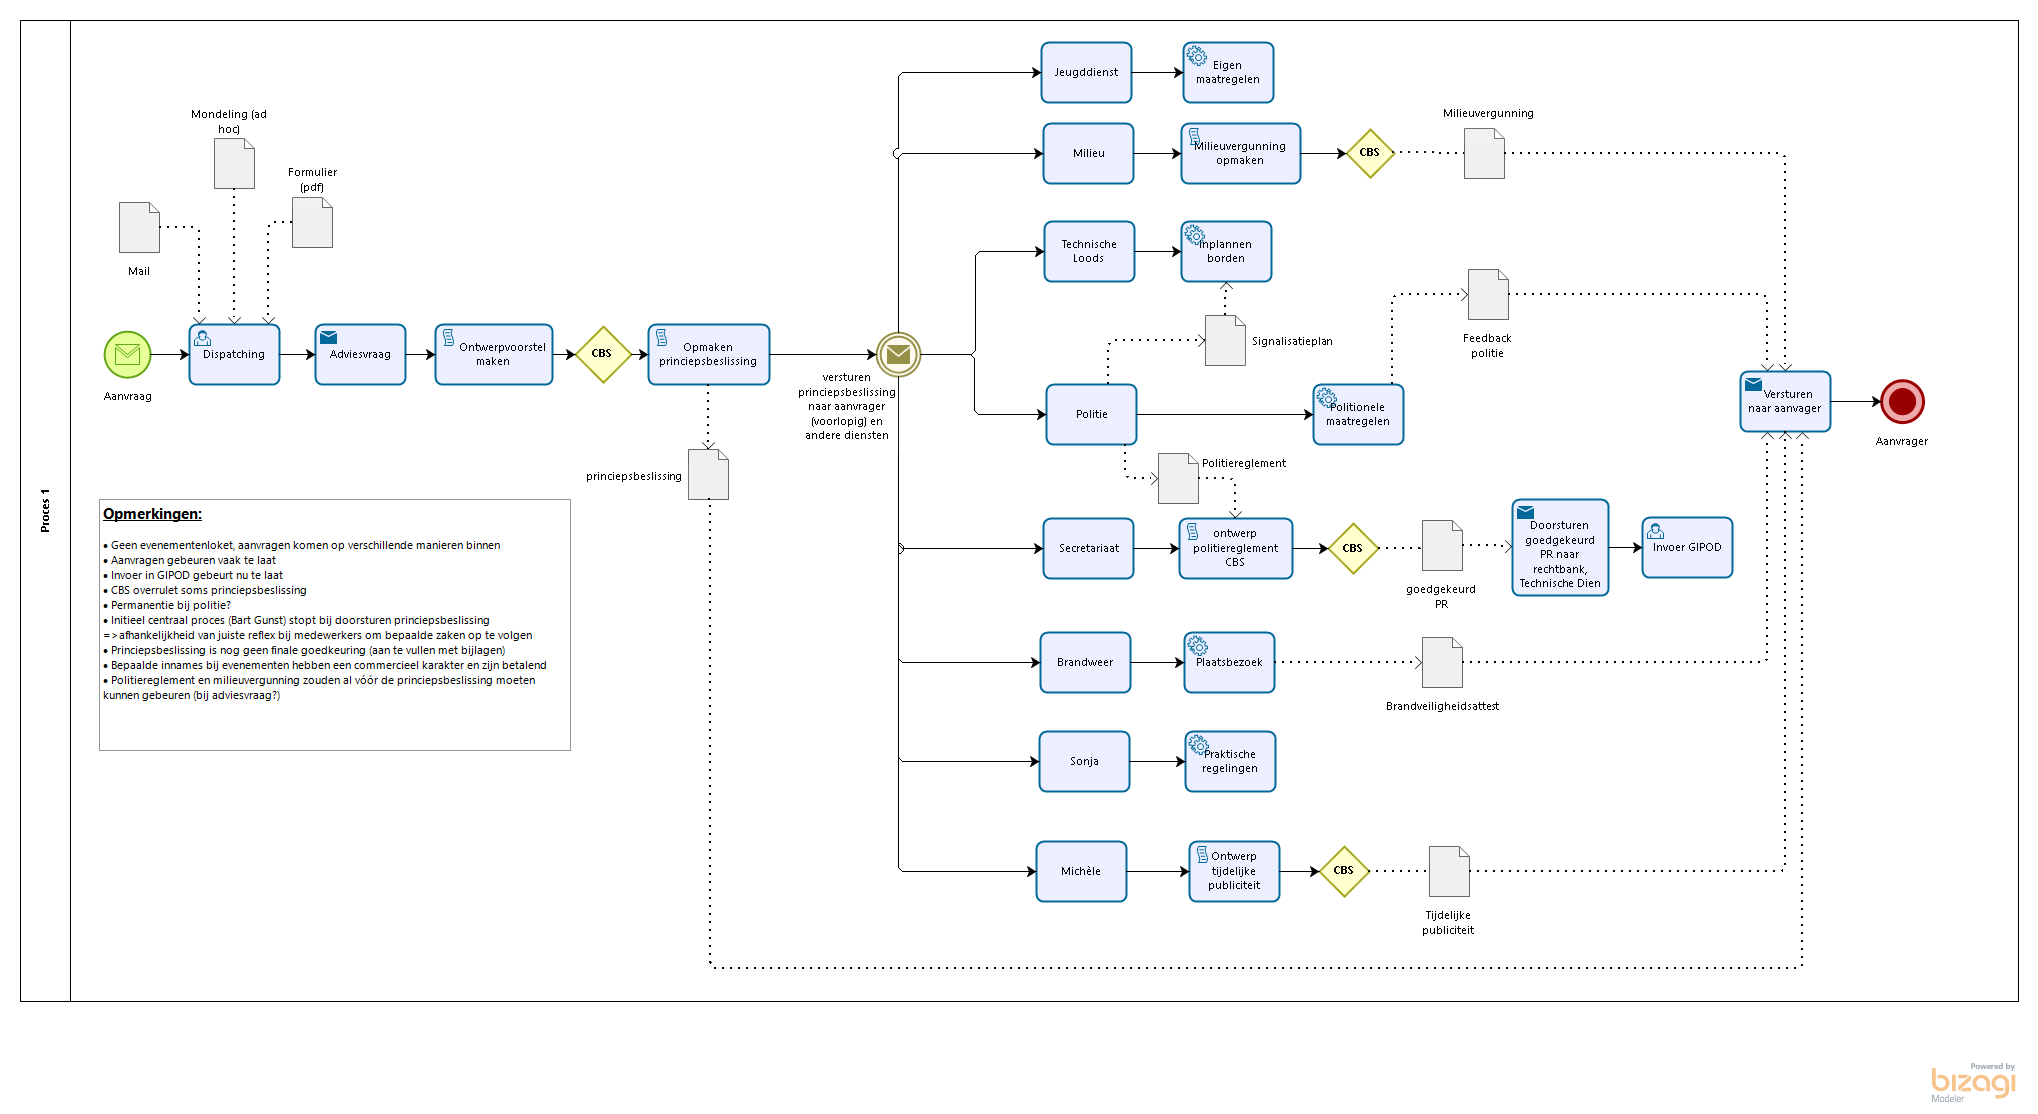 Proces 1
Mondeling (ad
hoc)
Formulier
(pdf)
Mail
Aanvraag
Dispatching
Adviesvraag
Ontwerpvoorstel
maken
CBS
Opmaken
princiepsbeslissing
princiepsbeslissing
versturen
princiepsbeslissing
naar aanvrager
(voorlopig) en
andere diensten
Jeugddienst
Eigen
maatregelen
Milieu
Milieuvergunning
opmaken
CBS
Milieuvergunning
Technische
Loods
Inplannen
borden
Signalisatieplan
Feedback
politie
Politie
Politionele
maatregelen
Politiereglement
Versturen
naar aanvager
Aanvrager
Secretariaat
ontwerp
politiereglement
CBS
CBS
goedgekeurd
PR
Doorsturen
goedgekeurd
PR naar
rechtbank,
Technische Dien
Invoer GIPOD
Brandweer
Plaatsbezoek
Brandveiligheidsattest
Sonja
Praktische
regelingen
Michèle
Ontwerp
tijdelijke
publiciteit
CBS
Tijdelijke
publiciteit
Opmerkingen:
• Geen evenementenloket, aanvragen komen op verschillende manieren binnen
• Aanvragen gebeuren vaak te laat
• Invoer in GIPOD gebeurt nu te laat
• CBS overrulet soms princiepsbeslissing
• Permanentie bij politie?
• Initieel centraal proces (Bart Gunst) stopt bij doorsturen princiepsbeslissing
=>afhankelijkheid van juiste reflex bij medewerkers om bepaalde zaken op te volgen
• Princiepsbeslissing is nog geen finale goedkeuring (aan te vullen met bijlagen)
• Bepaalde innames bij evenementen hebben een commercieel karakter en zijn betalend
• Politiereglement en milieuvergunning zouden al vóór de princiepsbeslissing moeten
kunnen gebeuren (bij adviesvraag?)
Powered by
bizagi
Modeler